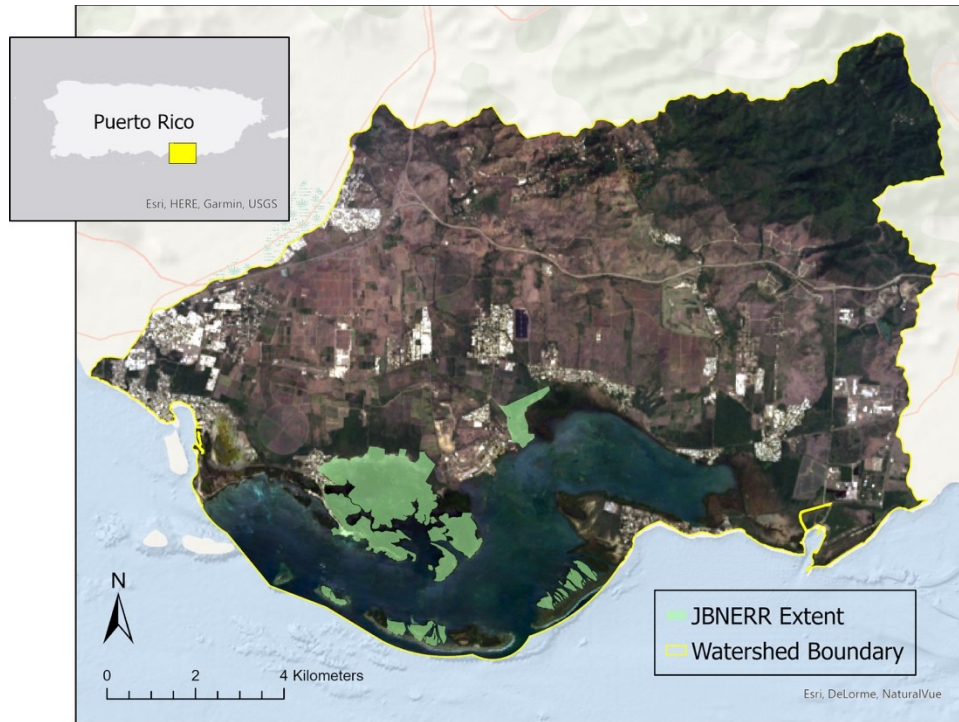 Puerto Rico
Esri, HERE, Garmin, USGS
N
0 2 4 Kilometers
JBNERR Extent
Watershed Boundary
Esri, DeLorme, NaturalVue